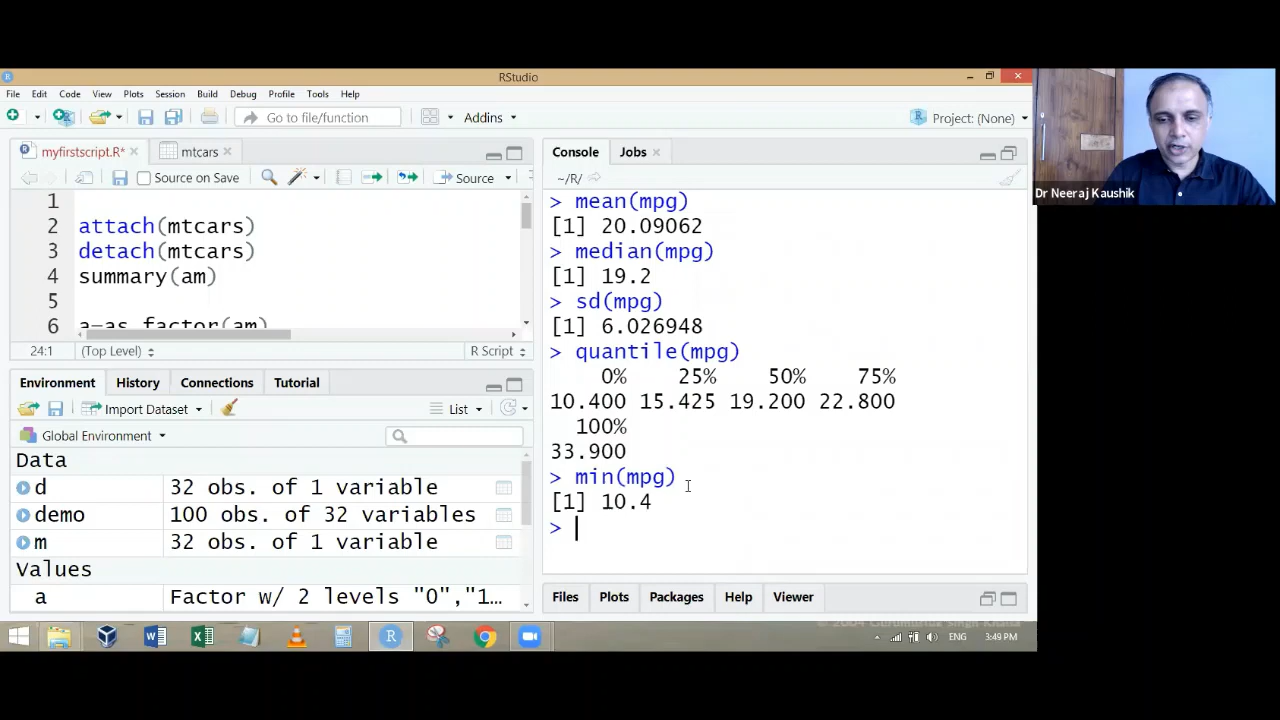 RStudio
File Edit Code View Plots Session Build Debug Profile Tools Help
Go to file/function Addins Project: (None)
myfirstscript.R* mtcars
Source on Save Source
1
2 attach(mtcars)
3 detach(mtcars)
4 summary(am)
5
6 a=as.factor(am)
24:1 (Top Level) R Script
Environment History Connections Tutorial
Import Dataset List
Global Environment
Data
d 32 obs. of 1 variable
demo 100 obs. of 32 variables
m 32 obs. of 1 variable
Values
a Factor w/ 2 levels "0","1…
Console Jobs
~/R/
> mean(mpg)
[1] 20.09062
> median(mpg)
[1] 19.2
> sd(mpg)
[1] 6.026948
> quantile(mpg)
0% 25% 50% 75%
10.400 15.425 19.200 22.800
100%
33.900
> min(mpg)
[1] 10.4
>
Files Plots Packages Help Viewer
Dr Neeraj Kaushik
ENG 3:49 PM